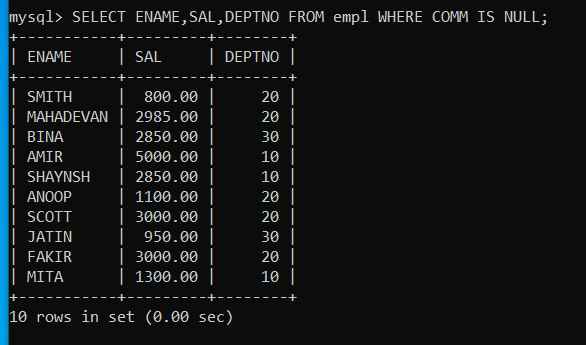 mysql> SELECT ENAME,SAL,DEPTNO FROM empl WHERE COMM IS NULL;
+-----------+---------+--------+
| ENAME     | SAL     | DEPTNO |
+-----------+---------+--------+
| SMITH     |  800.00 |     20 |
| MAHADEVAN | 2985.00 |     20 |
| BINA      | 2850.00 |     30 |
| AMIR      | 5000.00 |     10 |
| SHAYNSH   | 2850.00 |     10 |
| ANOOP     | 1100.00 |     20 |
| SCOTT     | 3000.00 |     20 |
| JATIN     |  950.00 |     30 |
| FAKIR     | 3000.00 |     20 |
| MITA      | 1300.00 |     10 |
+-----------+---------+--------+
10 rows in set (0.00 sec)